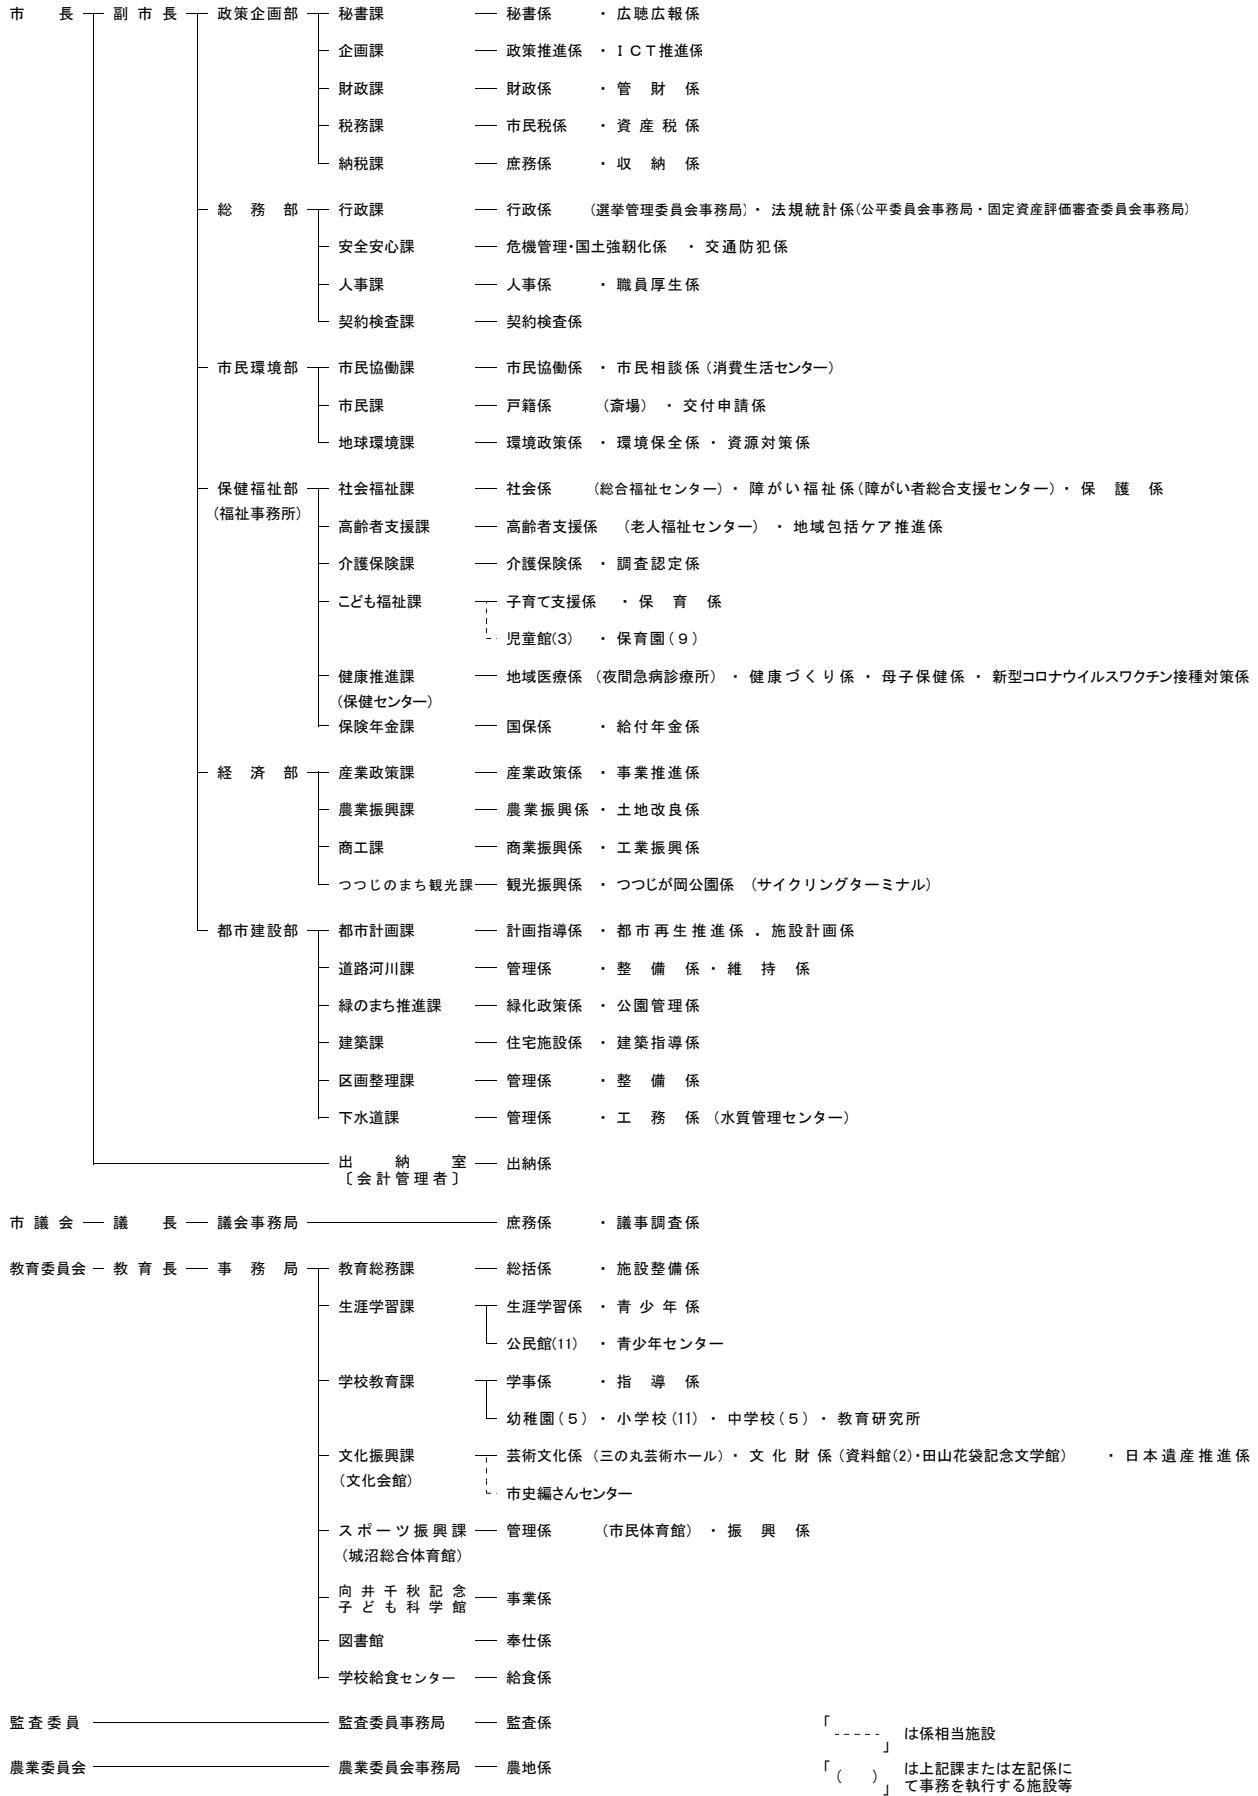 市長 副市長 政策企画部 秘書課 秘書係 ・ 広聴広報係
企画課 政策推進係 ・ ＩＣＴ推進係
財政課 財政係 ・ 管財係
税務課 市民税係 ・ 資産税係
納税課 庶務係 ・ 収納係
総務部 行政課 行政係 (選挙管理委員会事務局) ・ 法規統計係(公平委員会事務局・固定資産評価審査委員会事務局)
安全安心課 危機管理・国土強靭化係 ・ 交通防犯係
人事課 人事係 ・ 職員厚生係
契約検査課 契約検査係
市民環境部 市民協働課 市民協働係 ・ 市民相談係(消費生活センター)
市民課 戸籍係 (斎場) ・ 交付申請係
地球環境課 環境政策係 ・ 環境保全係 ・ 資源対策係
保健福祉部 社会福祉課 社会係 (総合福祉センター) ・ 障がい福祉係(障がい者総合支援センター) ・ 保護係
(福祉事務所)
高齢者支援課 高齢者支援係 (老人福祉センター) ・ 地域包括ケア推進係
介護保険課 介護保険係 ・ 調査認定係
こども福祉課 子育て支援係 ・ 保育係
児童館(3) ・ 保育園(９)
健康推進課 地域医療係 (夜間急病診療所) ・ 健康づくり係 ・ 母子保健係 ・ 新型コロナウイルスワクチン接種対策係
(保健センター)
保険年金課 国保係 ・ 給付年金係
経済部 産業政策課 産業政策係 ・ 事業推進係
農業振興課 農業振興係 ・ 土地改良係
商工課 商業振興係 ・ 工業振興係
つつじのまち観光課 観光振興係 ・ つつじが岡公園係 (サイクリングターミナル)
都市建設部 都市計画課 計画指導係 ・ 都市再生推進係 ． 施設計画係
道路河川課 管理係 ・ 整備係 ・ 維持係
緑のまち推進課 緑化政策係 ・ 公園管理係
建築課 住宅施設係 ・ 建築指導係
区画整理課 管理係 ・ 整備係
下水道課 管理係 ・ 工務係 (水質管理センター)
出納室 出納係
〔会計管理者〕
市議会 議長 議会事務局 庶務係 ・ 議事調査係
教育委員会 教育長 事務局 教育総務課 総括係 ・ 施設整備係
生涯学習課 生涯学習係 ・ 青少年係
公民館(11) ・ 青少年センター
学校教育課 学事係 ・ 指導係
幼稚園(５) ・ 小学校(11) ・ 中学校(５) ・ 教育研究所
文化振興課 芸術文化係 (三の丸芸術ホール) ・ 文化財係(資料館(2)・田山花袋記念文学館) ・ 日本遺産推進係
(文化会館)
市史編さんセンター
スポーツ振興課 管理係 (市民体育館) ・ 振興係
(城沼総合体育館)
向井千秋記念
子ども科学館 事業係
図書館 奉仕係
学校給食センター 給食係
監査委員 監査委員事務局 監査係
「-----」は係相当施設
農業委員会 農業委員会事務局 農地係
「(　)」は上記課または左記係に
て事務を執行する施設等